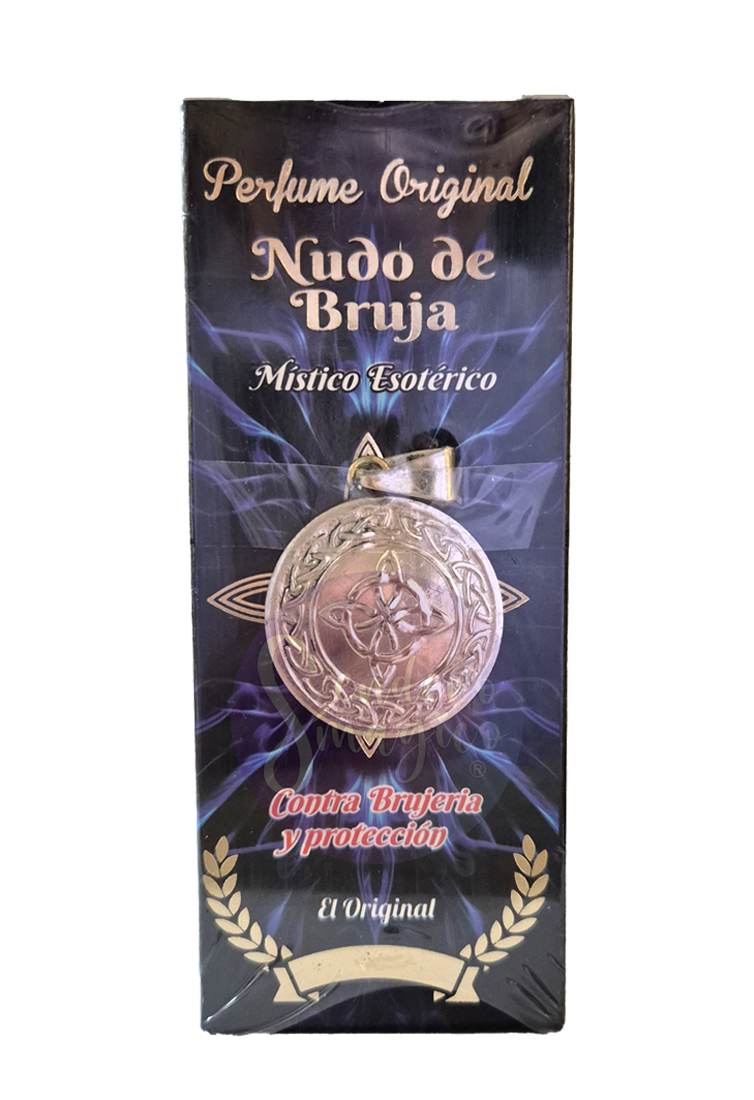 Perfume Original
Nudo de
Bruja
Místico Esotérico
Contra Brujeria
y protección
El Original
®